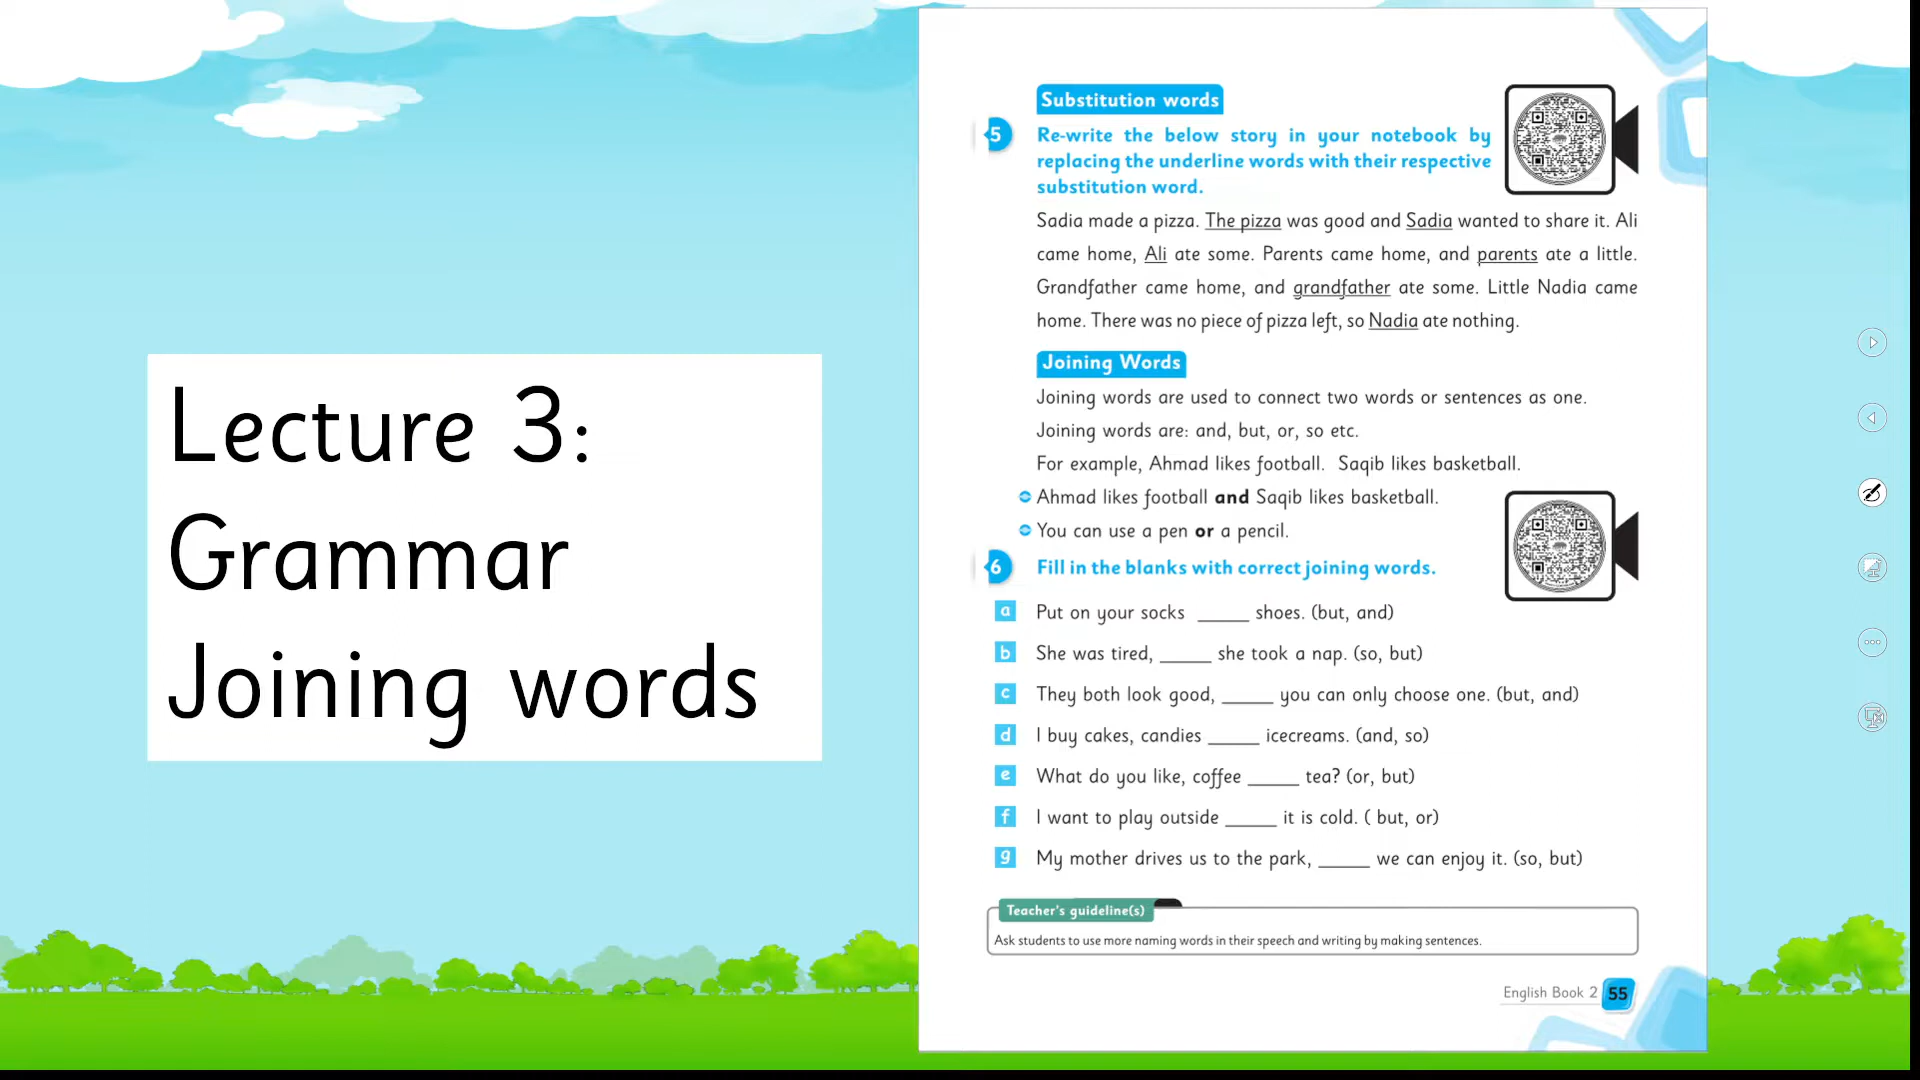 Lecture 3:
Grammar
Joining words
Substitution words
5
Re-write the below story in your notebook by
replacing the underline words with their respective
substitution word.
Sadia made a pizza. The pizza was good and Sadia wanted to share it. Ali
came home, Ali ate some. Parents came home, and parents ate a little.
Grandfather came home, and grandfather ate some. Little Nadia came
home. There was no piece of pizza left, so Nadia ate nothing.
Joining Words
Joining words are used to connect two words or sentences as one.
Joining words are: and, but, or, so etc.
For example, Ahmad likes football. Saqib likes basketball.
Ahmad likes football and Saqib likes basketball.
You can use a pen or a pencil.
6 Fill in the blanks with correct joining words.
a Put on your socks _____ shoes. (but, and)
b She was tired, _____ she took a nap. (so, but)
c They both look good, _____ you can only choose one. (but, and)
d I buy cakes, candies _____ icecreams. (and, so)
e What do you like, coffee _____ tea? (or, but)
f I want to play outside _____ it is cold. ( but, or)
g My mother drives us to the park, _____ we can enjoy it. (so, but)
Teacher's guideline(s)
Ask students to use more naming words in their speech and writing by making sentences.
English Book 2 55